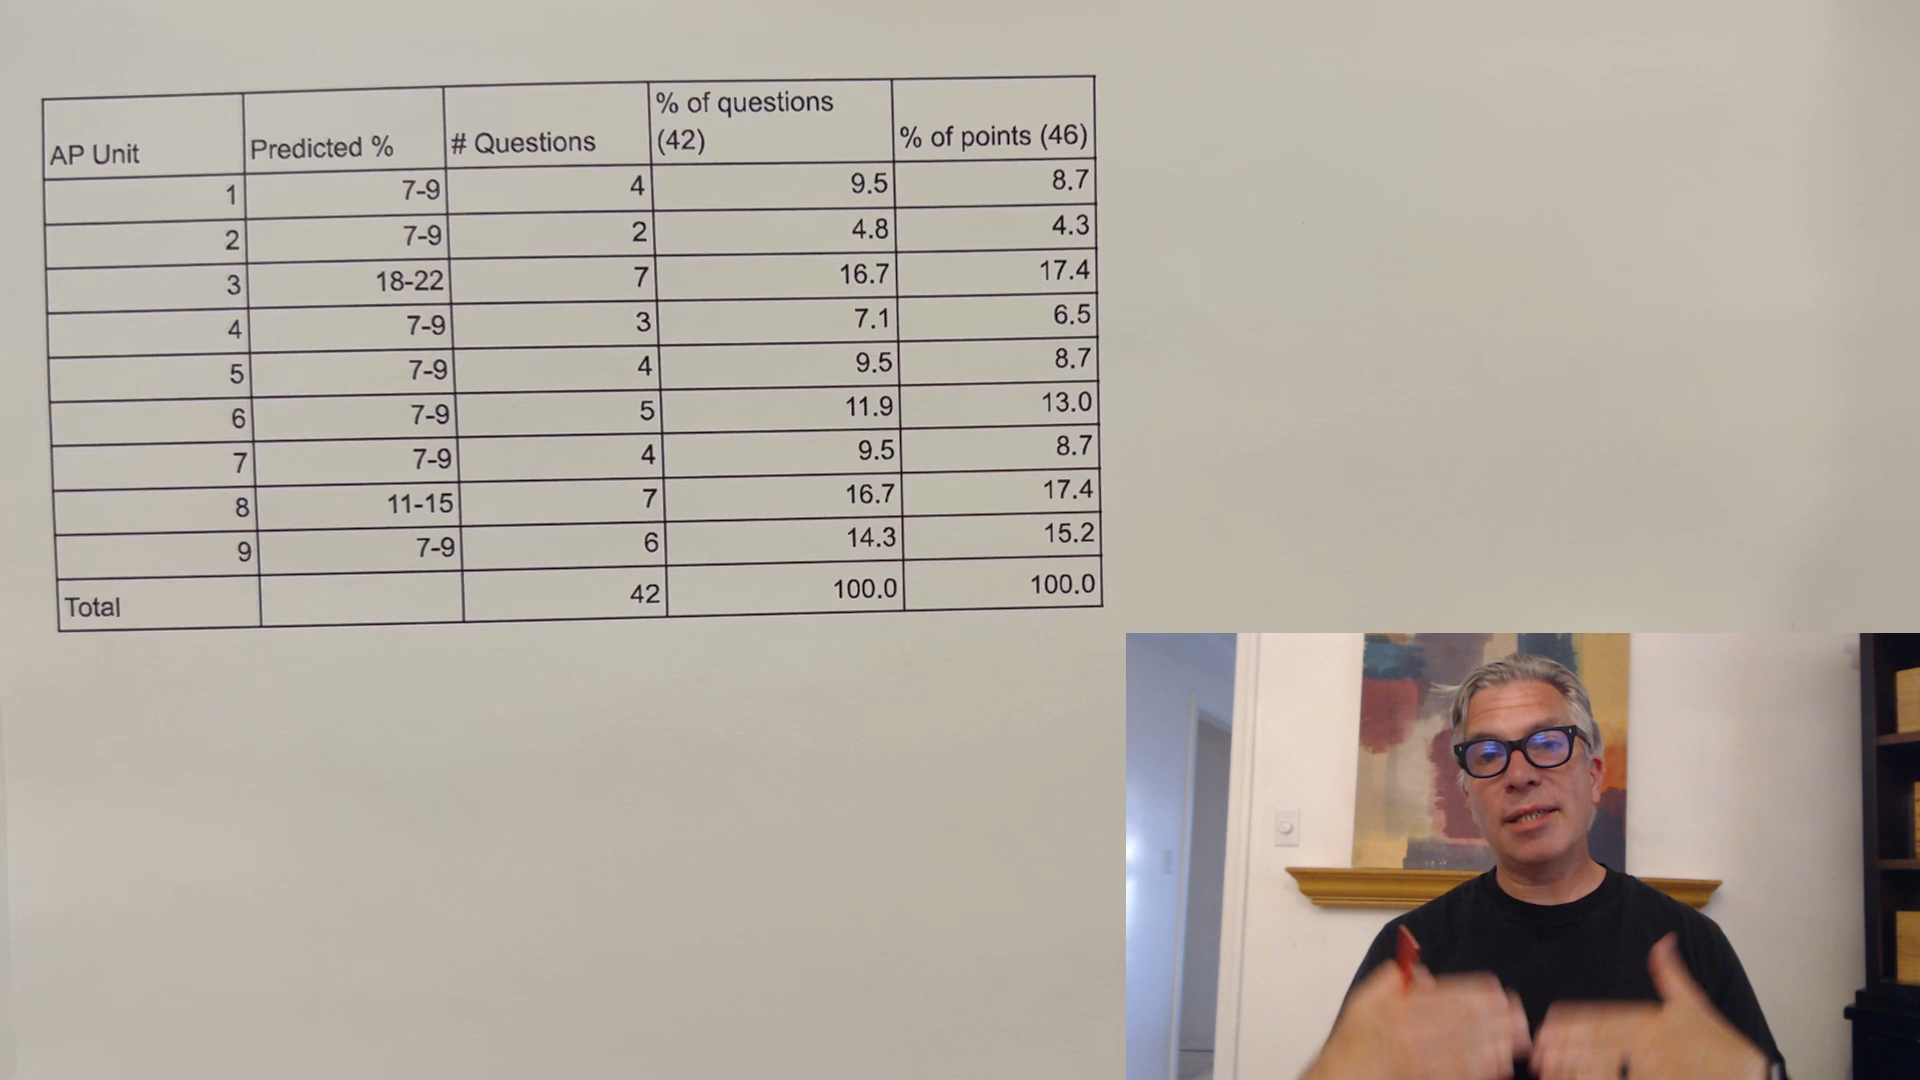 AP Unit Predicted % # Questions % of questions (42) % of points (46)
1 7-9 4 9.5 8.7
2 7-9 2 4.8 4.3
3 18-22 7 16.7 17.4
4 7-9 3 7.1 6.5
5 7-9 4 9.5 8.7
6 7-9 5 11.9 13.0
7 7-9 4 9.5 8.7
8 11-15 7 16.7 17.4
9 7-9 6 14.3 15.2
Total 42 100.0 100.0